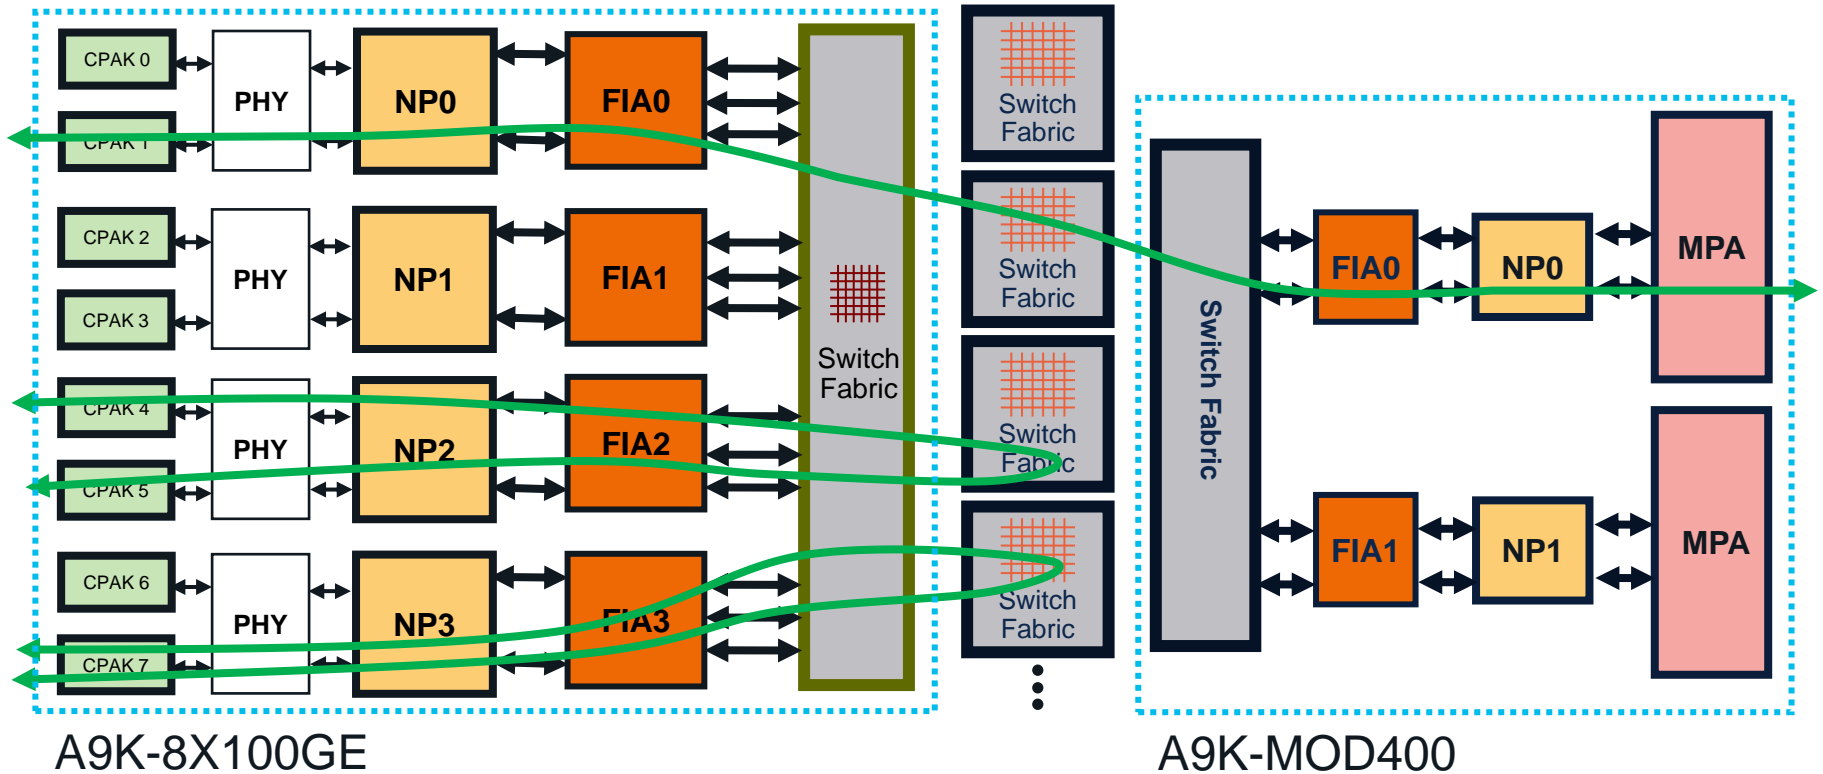 CPAK 0
CPAK 1
PHY
NP0
FIA0
CPAK 2
CPAK 3
PHY
NP1
FIA1
CPAK 4
CPAK 5
PHY
NP2
FIA2
CPAK 6
CPAK 7
PHY
NP3
FIA3
Switch
Fabric
Switch
Fabric
Switch
Fabric
Switch
Fabric
Switch
Fabric
Switch Fabric
FIA0
NP0
MPA
FIA1
NP1
MPA
A9K-8X100GE
A9K-MOD400